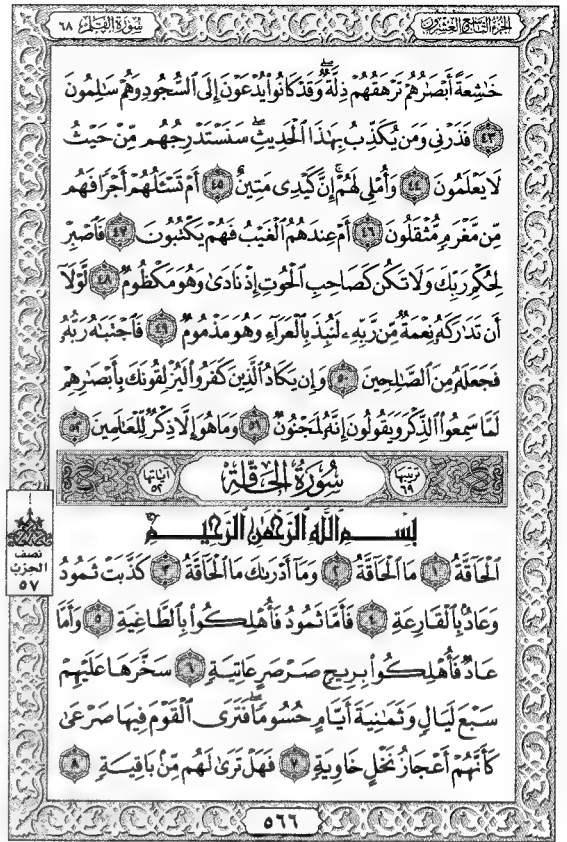 الجزء التاسع العشرون سورة القلم ٦٨
خَٰشِعَةً أَبْصَٰرُهُمْ تَرْهَقُهُمْ ذِلَّةٌ ۖ وَقَدْ كَانُوا۟ يُدْعَوْنَ إِلَى ٱلسُّجُودِ وَهُمْ سَٰلِمُونَ
٤٣ فَذَرْنِى وَمَن يُكَذِّبُ بِهَٰذَا ٱلْحَدِيثِ ۖ سَنَسْتَدْرِجُهُم مِّنْ حَيْثُ
لَا يَعْلَمُونَ ٤٤ وَأُمْلِى لَهُمْ ۚ إِنَّ كَيْدِى مَتِينٌ ٤٥ أَمْ تَسْـَٔلُهُمْ أَجْرًا فَهُم
مِّن مَّغْرَمٍ مُّثْقَلُونَ ٤٦ أَمْ عِندَهُمُ ٱلْغَيْبُ فَهُمْ يَكْتُبُونَ ٤٧ فَٱصْبِرْ
لِحُكْمِ رَبِّكَ وَلَا تَكُن كَصَاحِبِ ٱلْحُوتِ إِذْ نَادَىٰ وَهُوَ مَكْظُومٌ ٤٨ لَّوْلَآ
أَن تَدَٰرَكَهُۥ نِعْمَةٌ مِّن رَّبِّهِۦ لَنُبِذَ بِٱلْعَرَآءِ وَهُوَ مَذْمُومٌ ٤٩ فَٱجْتَبَٰهُ رَبُّهُۥ
فَجَعَلَهُۥ مِنَ ٱلصَّٰلِحِينَ ٥٠ وَإِن يَكَادُ ٱلَّذِينَ كَفَرُوا۟ لَيُزْلِقُونَكَ بِأَبْصَٰرِهِمْ
لَمَّا سَمِعُوا۟ ٱلذِّكْرَ وَيَقُولُونَ إِنَّهُۥ لَمَجْنُونٌ ٥١ وَمَا هُوَ إِلَّا ذِكْرٌ لِّلْعَٰلَمِينَ ٥٢
ترتيبها ٦٩ سُورَةُ الحَاقَّةِ آياتها ٥٢
بِسْمِ ٱللَّهِ ٱلرَّحْمَٰنِ ٱلرَّحِيمِ
ٱلْحَآقَّةُ ١ مَا ٱلْحَآقَّةُ ٢ وَمَآ أَدْرَىٰكَ مَا ٱلْحَآقَّةُ ٣ كَذَّبَتْ ثَمُودُ
وَعَادٌۢ بِٱلْقَارِعَةِ ٤ فَأَمَّا ثَمُودُ فَأُهْلِكُوا۟ بِٱلطَّاغِيَةِ ٥ وَأَمَّا
عَادٌ فَأُهْلِكُوا۟ بِرِيحٍ صَرْصَرٍ عَاتِيَةٍ ٦ سَخَّرَهَا عَلَيْهِمْ
سَبْعَ لَيَالٍ وَثَمَٰنِيَةَ أَيَّامٍ حُسُومًا ۖ فَتَرَى ٱلْقَوْمَ فِيهَا صَرْعَىٰ
كَأَنَّهُمْ أَعْجَازُ نَخْلٍ خَاوِيَةٍ ٧ فَهَلْ تَرَىٰ لَهُم مِّنۢ بَاقِيَةٍ ٨
نصف
الحزب
٥٧
٥٦٦